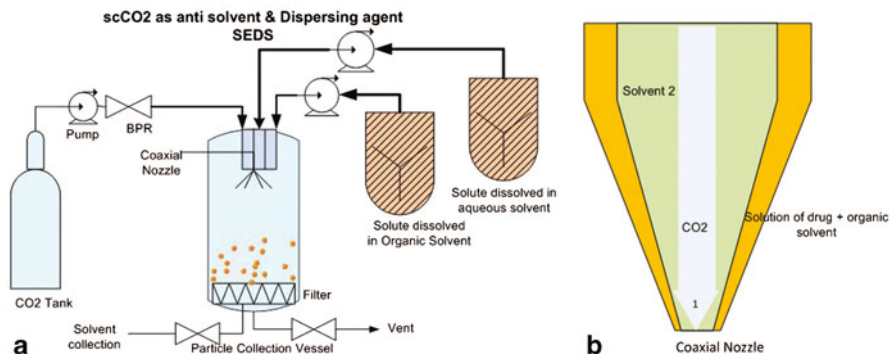 scCO2 as anti solvent & Dispersing agent
SEDS
Pump
BPR
Coaxial
Nozzle
Solute dissolved
in Organic Solvent
Solute dissolved in
aqueous solvent
CO2 Tank
Filter
Solvent
collection
Particle Collection Vessel
Vent
a
Solvent 2
CO2
Solution of drug + organic
solvent
1
b
Coaxial Nozzle